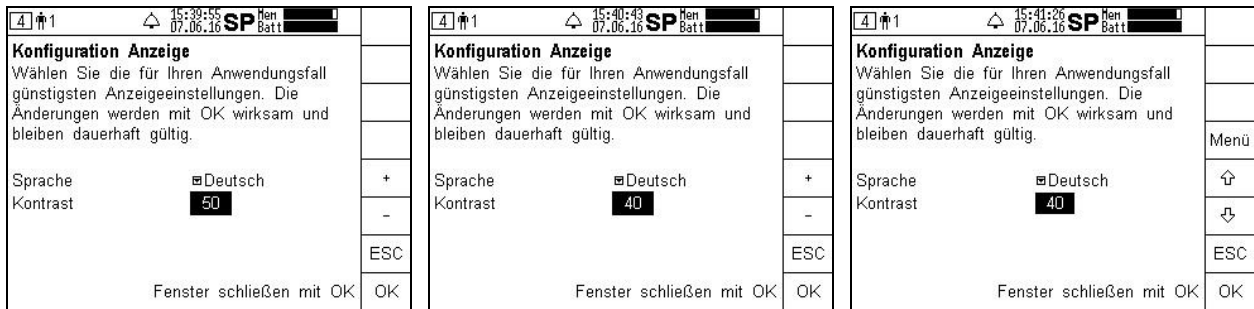 4 1 15:39:55 07.06.16 SP Mem Batt
Konfiguration Anzeige
Wählen Sie die für Ihren Anwendungsfall
günstigsten Anzeigeeinstellungen. Die
Änderungen werden mit OK wirksam und
bleiben dauerhaft gültig.
Sprache Deutsch +
Kontrast 50 -
ESC
Fenster schließen mit OK OK
4 1 15:40:43 07.06.16 SP Mem Batt
Konfiguration Anzeige
Wählen Sie die für Ihren Anwendungsfall
günstigsten Anzeigeeinstellungen. Die
Änderungen werden mit OK wirksam und
bleiben dauerhaft gültig.
Sprache Deutsch +
Kontrast 40 -
ESC
Fenster schließen mit OK OK
4 1 15:41:26 07.06.16 SP Mem Batt
Konfiguration Anzeige
Wählen Sie die für Ihren Anwendungsfall
günstigsten Anzeigeeinstellungen. Die
Änderungen werden mit OK wirksam und
bleiben dauerhaft gültig.
Menü
Sprache Deutsch
Kontrast 40
ESC
Fenster schließen mit OK OK